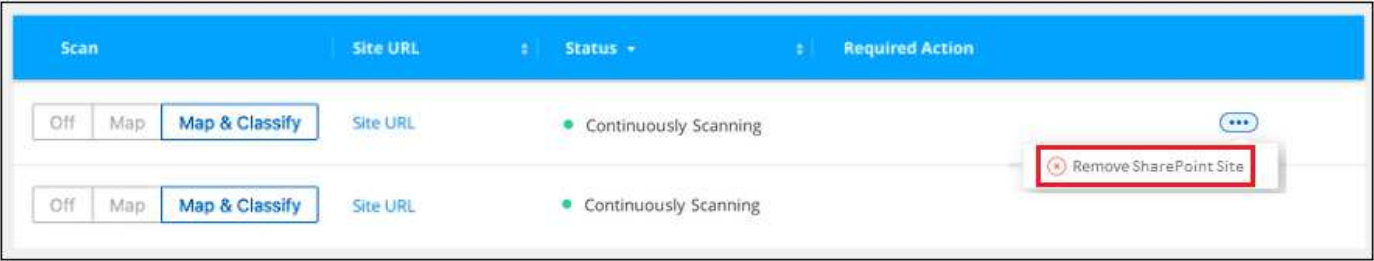 Scan Site URL Status Required Action
Off Map Map & Classify Site URL Continuously Scanning
Remove SharePoint Site
Off Map Map & Classify Site URL Continuously Scanning